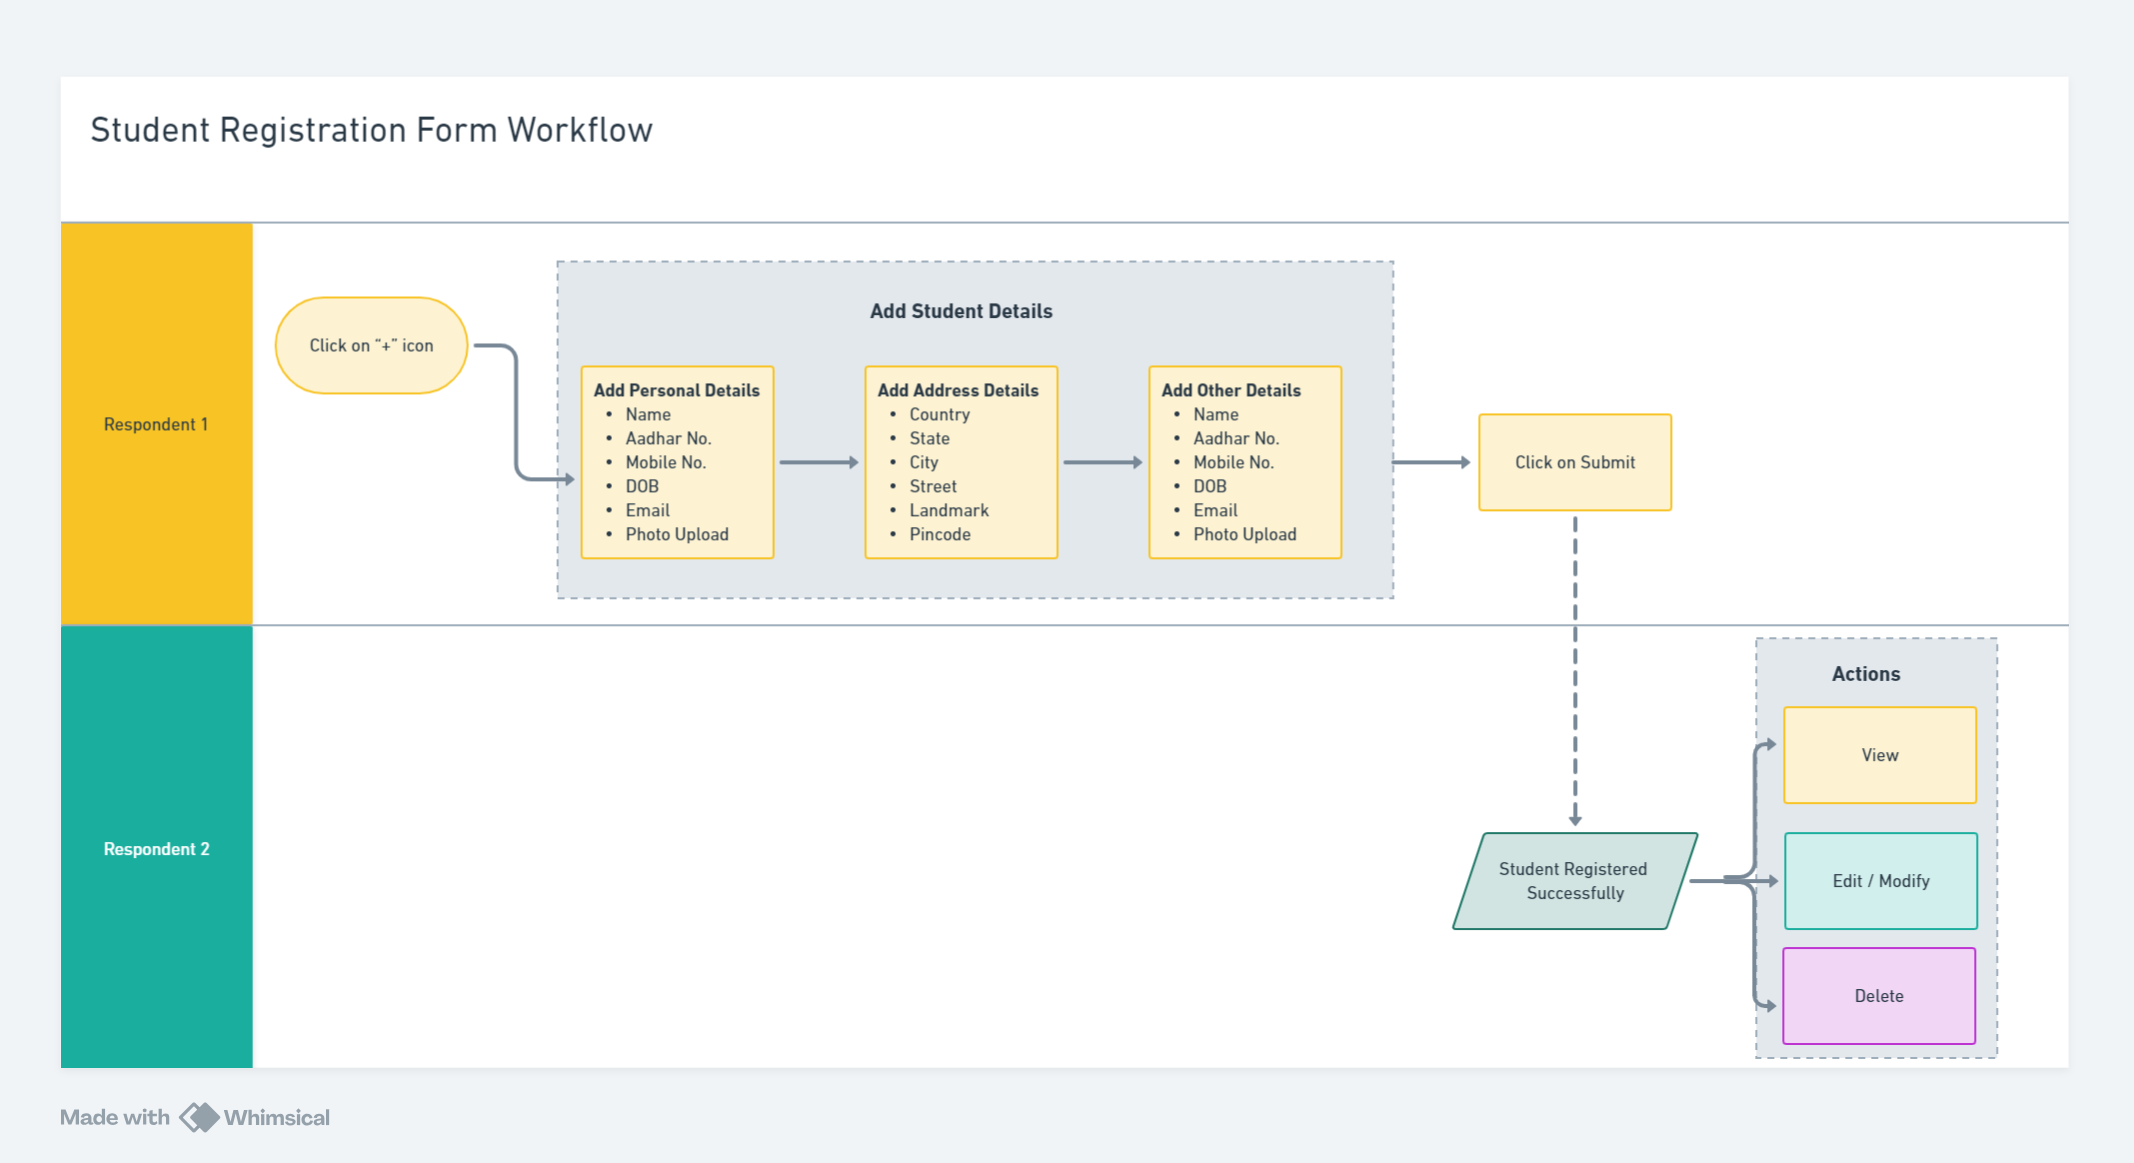 Student Registration Form Workflow
Respondent 1
Click on “+” icon
Add Student Details
Add Personal Details
• Name
• Aadhar No.
• Mobile No.
• DOB
• Email
• Photo Upload
Add Address Details
• Country
• State
• City
• Street
• Landmark
• Pincode
Add Other Details
• Name
• Aadhar No.
• Mobile No.
• DOB
• Email
• Photo Upload
Click on Submit
Respondent 2
Student Registered
Successfully
Actions
View
Edit / Modify
Delete
Made with Whimsical